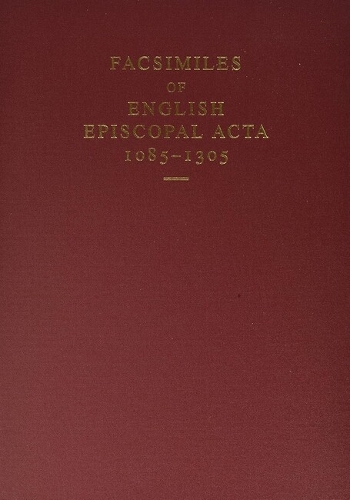 FACSIMILES
OF
ENGLISH
EPISCOPAL ACTA
1085–1305